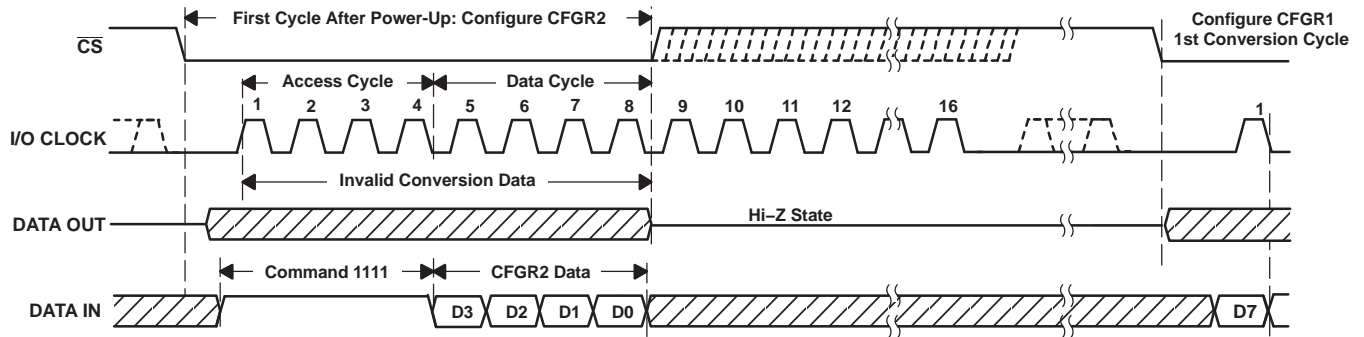 First Cycle After Power-Up: Configure CFGR2
Configure CFGR1
1st Conversion Cycle
CS
Access Cycle
Data Cycle
1 2 3 4 5 6 7 8 9 10 11 12 16 1
I/O CLOCK
Invalid Conversion Data
DATA OUT
Hi–Z State
Command 1111
CFGR2 Data
DATA IN
D3 D2 D1 D0 D7